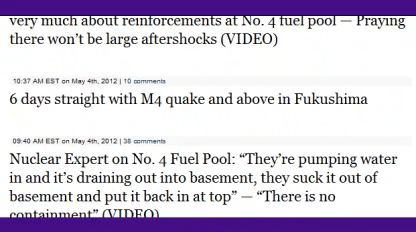 very much about reinforcements at No. 4 fuel pool — Praying
there won't be large aftershocks (VIDEO)
10:37 AM EST on May 4th, 2012 | 10 comments
6 days straight with M4 quake and above in Fukushima
09:40 AM EST on May 4th, 2012 | 38 comments
Nuclear Expert on No. 4 Fuel Pool: “They’re pumping water
in and it’s draining out into basement, they suck it out of
basement and put it back in at top” — “There is no
containment” (VIDEO)